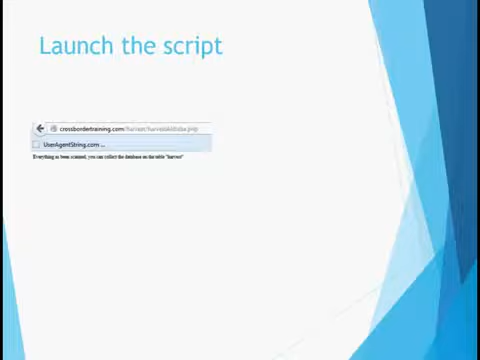 Launch the script
crossbordertraining.com/
UserAgentString.com ...
Everything as been scanned, you can collect the database on the table "harvest"